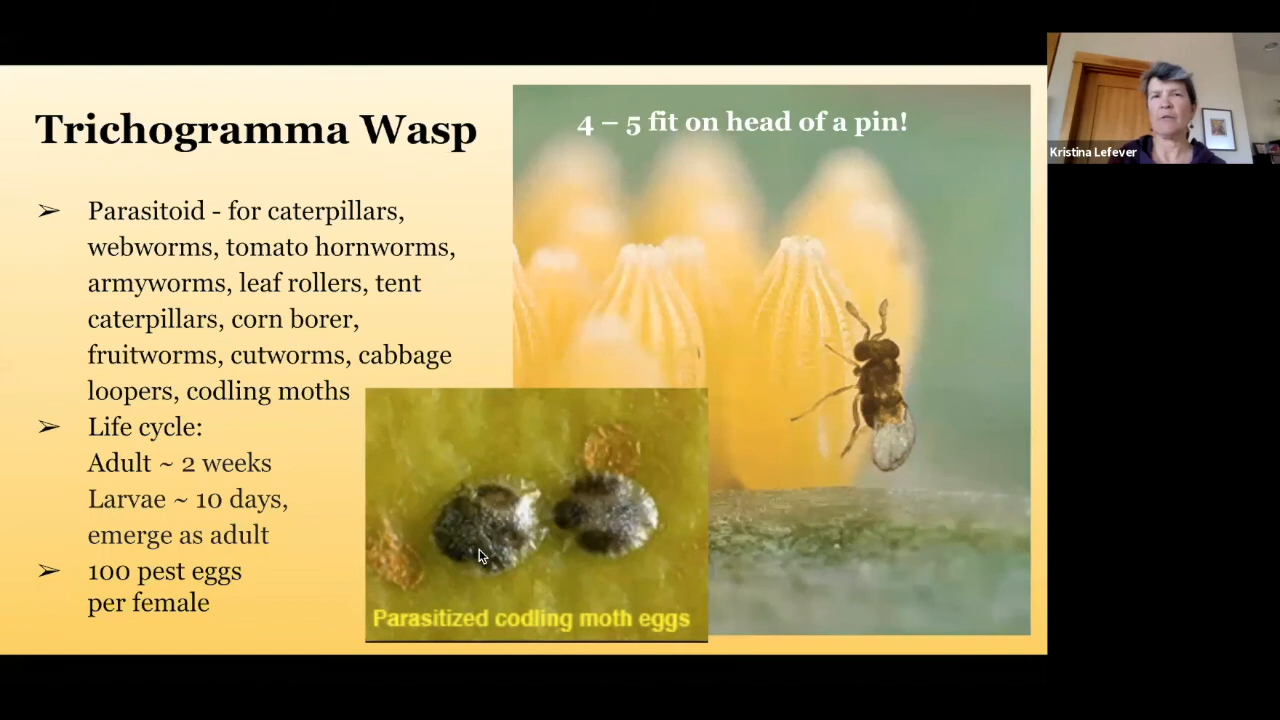 Trichogramma Wasp
4 – 5 fit on head of a pin!
Kristina Lefever
➢ Parasitoid - for caterpillars,
webworms, tomato hornworms,
armyworms, leaf rollers, tent
caterpillars, corn borer,
fruitworms, cutworms, cabbage
loopers, codling moths
➢ Life cycle:
Adult ~ 2 weeks
Larvae ~ 10 days,
emerge as adult
➢ 100 pest eggs
per female
Parasitized codling moth eggs